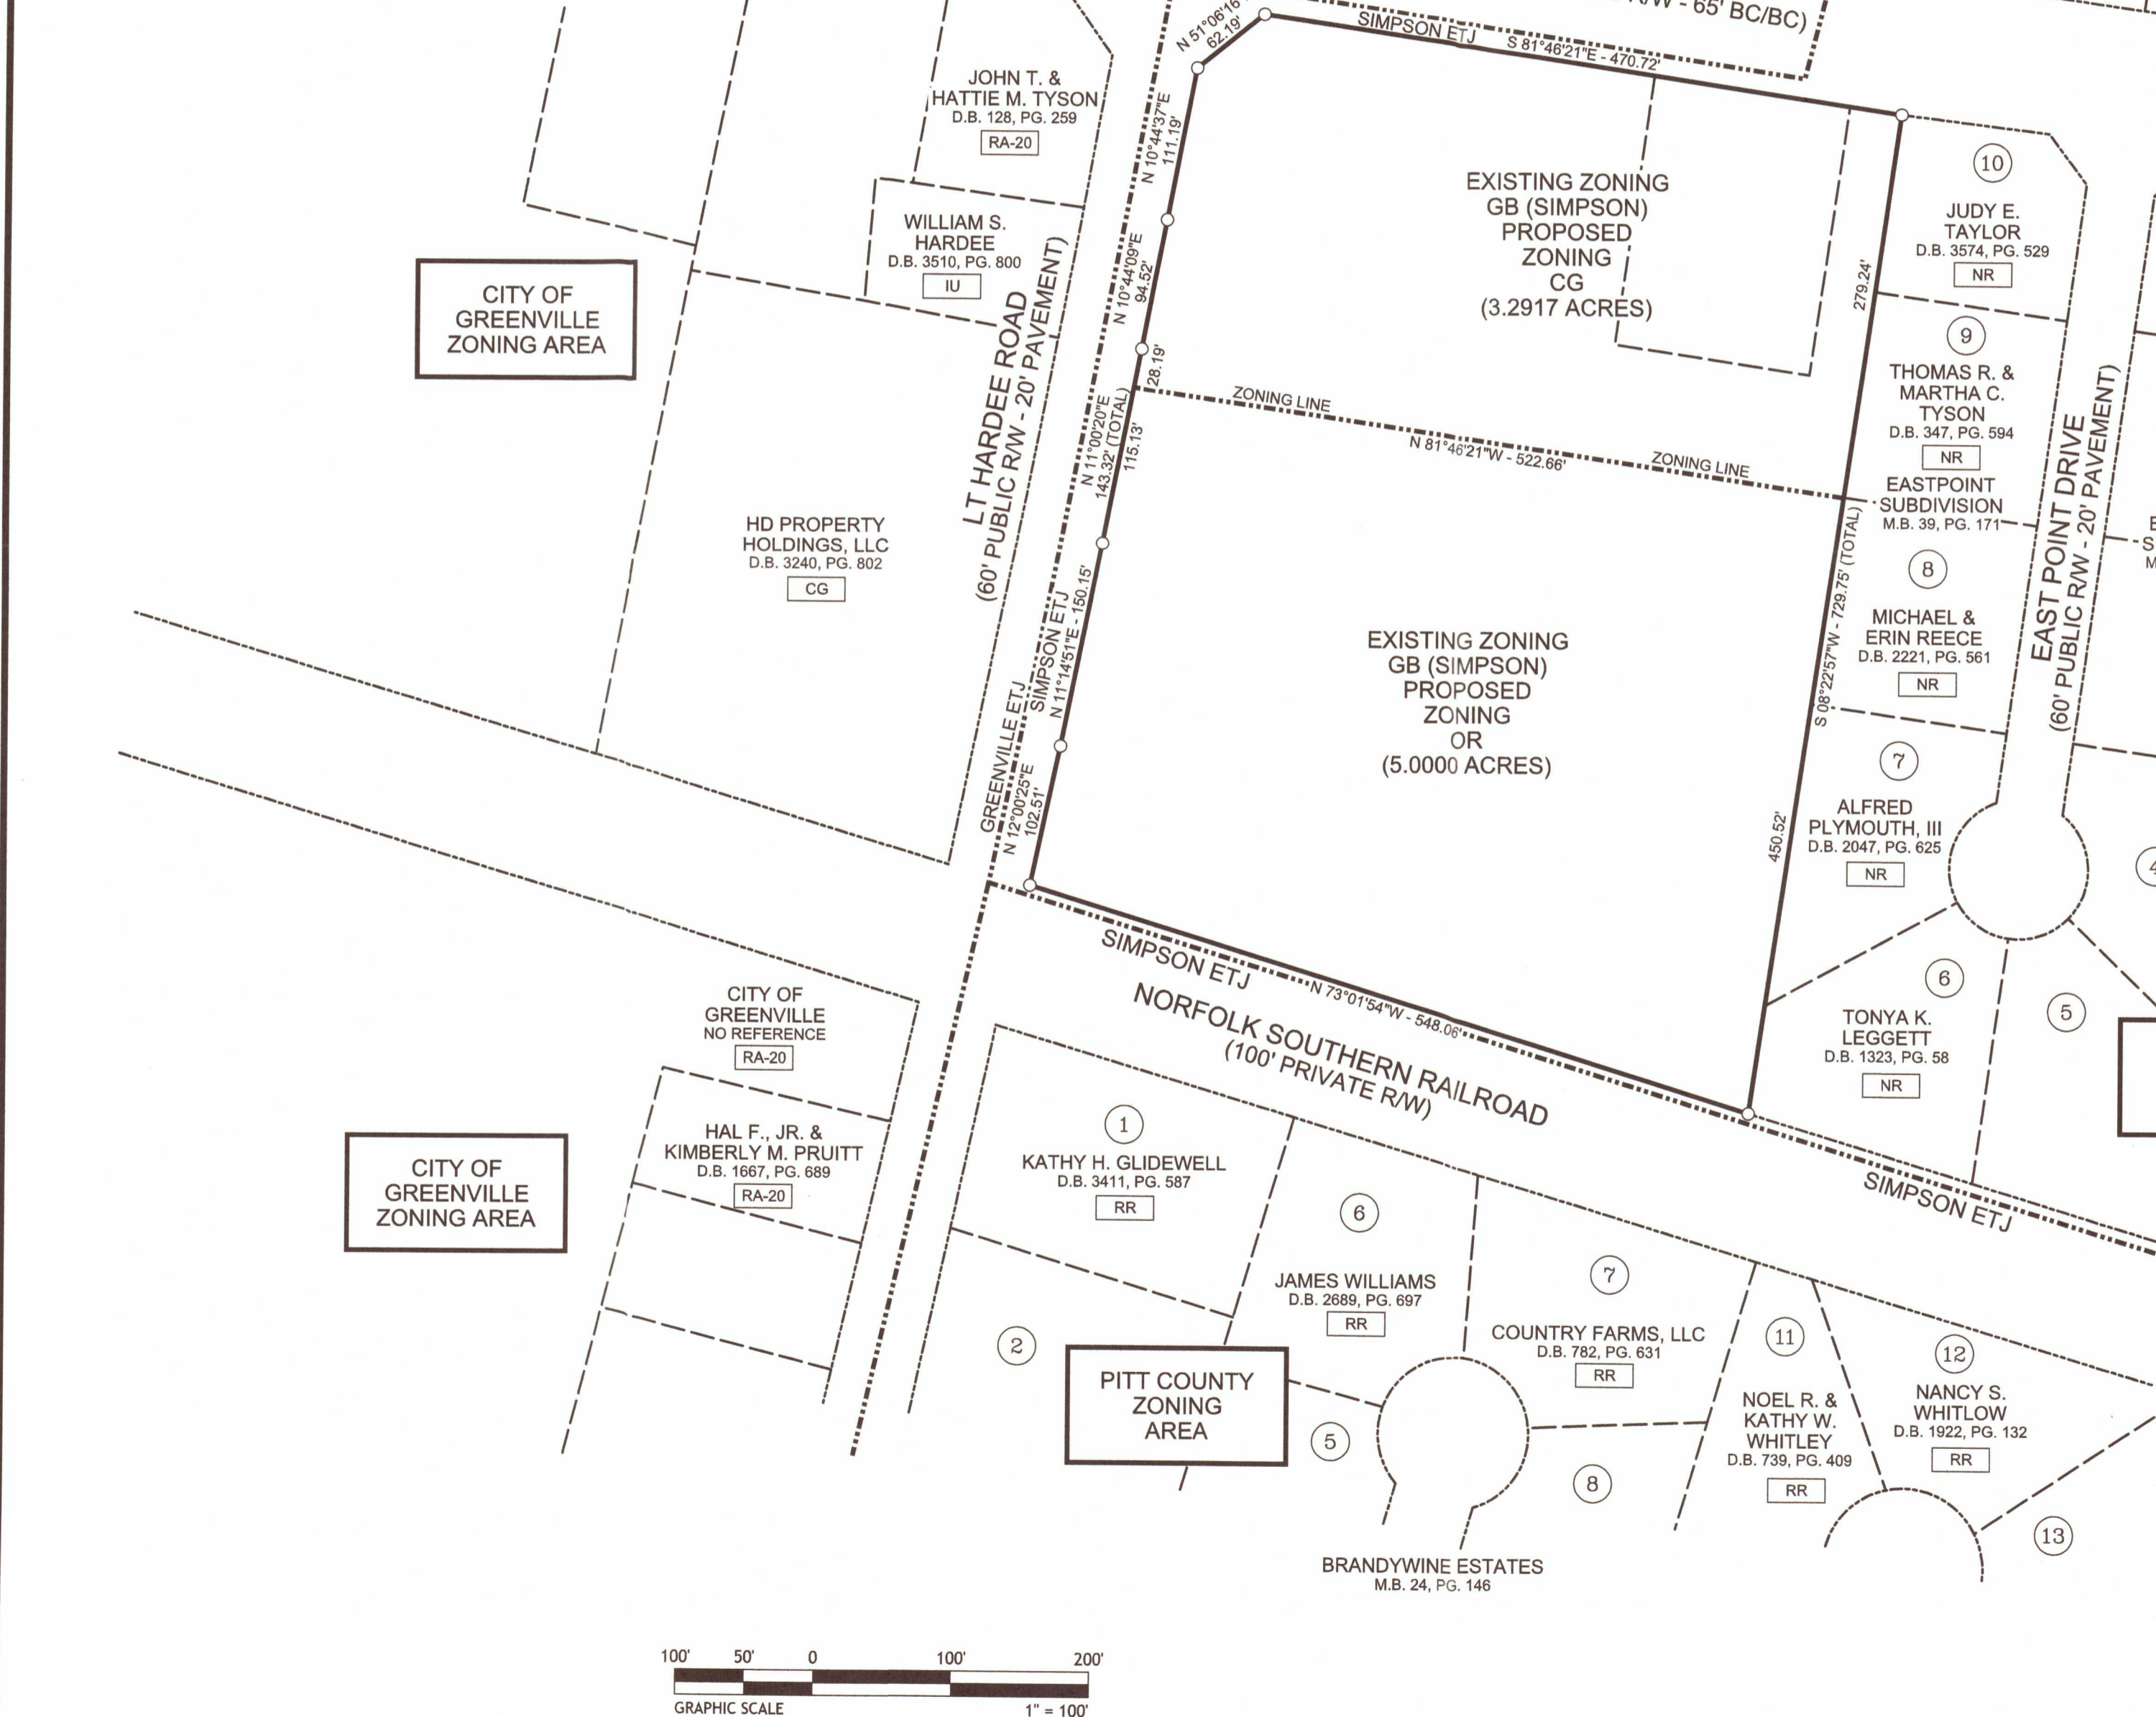 R/W - 65' BC/BC)
N 51°06'16"
62.19'
SIMPSON ETJ
S 81°46'21"E - 470.72'
JOHN T. &
HATTIE M. TYSON
D.B. 128, PG. 259
RA-20
N 10°44'37"E
111.19'
WILLIAM S.
HARDEE
D.B. 3510, PG. 800
IU
N 10°44'09"E
94.52'
CITY OF
GREENVILLE
ZONING AREA
LT HARDEE ROAD
(60' PUBLIC R/W - 20' PAVEMENT)
EXISTING ZONING
GB (SIMPSON)
PROPOSED
ZONING
CG
(3.2917 ACRES)
279.24'
10
JUDY E.
TAYLOR
D.B. 3574, PG. 529
NR
9
THOMAS R. &
MARTHA C.
TYSON
D.B. 347, PG. 594
NR
EASTPOINT
SUBDIVISION
M.B. 39, PG. 171
EAST POINT DRIVE
(60' PUBLIC R/W - 20' PAVEMENT)
28.19'
ZONING LINE
N 81°46'21"W - 522.66'
ZONING LINE
N 11°00'20"E
143.32' (TOTAL)
115.13'
HD PROPERTY
HOLDINGS, LLC
D.B. 3240, PG. 802
CG
SIMPSON ETJ
N 11°14'51"E - 150.15'
EXISTING ZONING
GB (SIMPSON)
PROPOSED
ZONING
OR
(5.0000 ACRES)
S 08°22'57"W - 729.75' (TOTAL)
8
MICHAEL &
ERIN REECE
D.B. 2221, PG. 561
NR
7
ALFRED
PLYMOUTH, III
D.B. 2047, PG. 625
NR
4
GREENVILLE ETJ
N 12°00'25"E
102.51'
450.52'
6
TONYA K.
LEGGETT
D.B. 1323, PG. 58
NR
5
SIMPSON ETJ
N 73°01'54"W - 548.06'
NORFOLK SOUTHERN RAILROAD
(100' PRIVATE R/W)
SIMPSON ETJ
CITY OF
GREENVILLE
NO REFERENCE
RA-20
HAL F., JR. &
KIMBERLY M. PRUITT
D.B. 1667, PG. 689
RA-20
CITY OF
GREENVILLE
ZONING AREA
1
KATHY H. GLIDEWELL
D.B. 3411, PG. 587
RR
6
JAMES WILLIAMS
D.B. 2689, PG. 697
RR
7
COUNTRY FARMS, LLC
D.B. 782, PG. 631
RR
2
PITT COUNTY
ZONING
AREA
5
8
11
NOEL R. &
KATHY W.
WHITLEY
D.B. 739, PG. 409
RR
12
NANCY S.
WHITLOW
D.B. 1922, PG. 132
RR
13
BRANDYWINE ESTATES
M.B. 24, PG. 146
100' 50' 0 100' 200'
GRAPHIC SCALE 1" = 100'